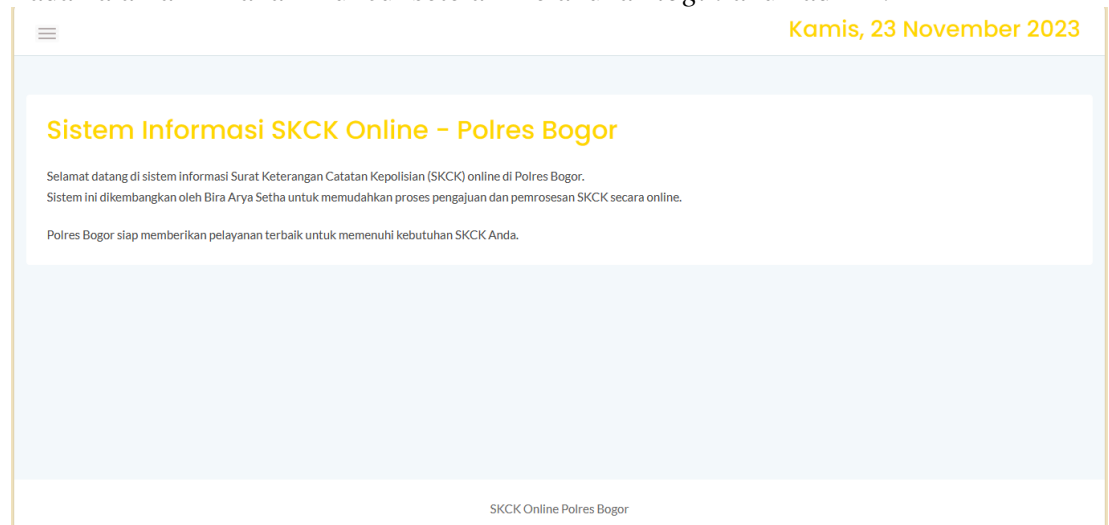 Kamis, 23 November 2023
Sistem Informasi SKCK Online - Polres Bogor
Selamat datang di sistem informasi Surat Keterangan Catatan Kepolisian (SKCK) online di Polres Bogor.
Sistem ini dikembangkan oleh Bira Arya Setha untuk memudahkan proses pengajuan dan pemrosesan SKCK secara online.
Polres Bogor siap memberikan pelayanan terbaik untuk memenuhi kebutuhan SKCK Anda.
SKCK Online Polres Bogor